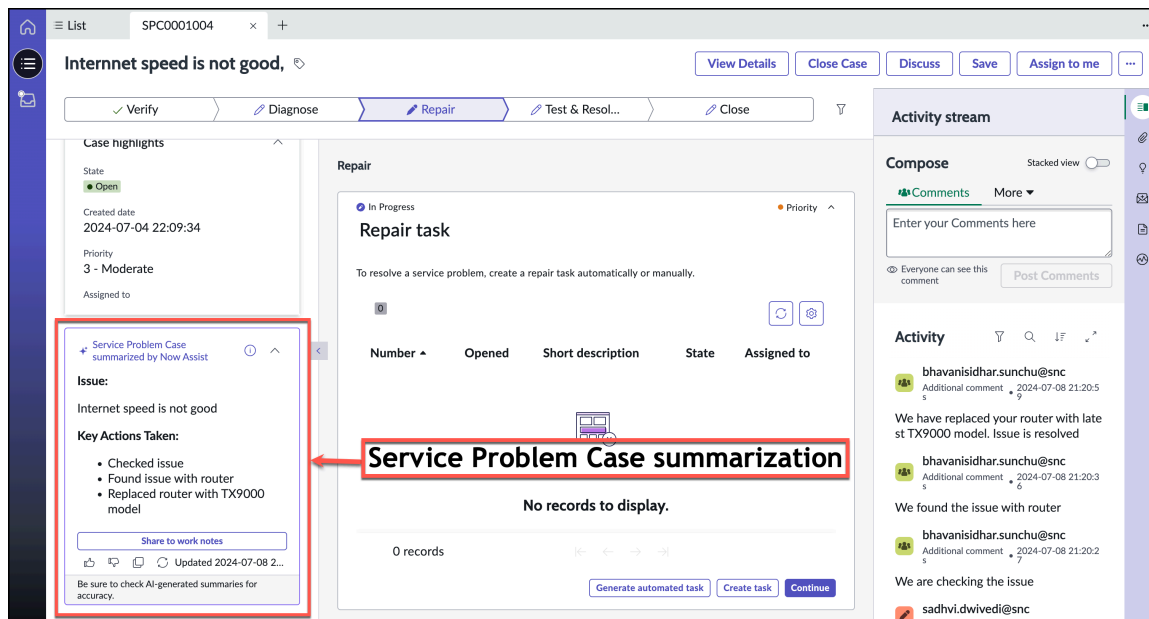 List
SPC0001004
Internnet speed is not good,
View Details
Close Case
Discuss
Save
Assign to me
Verify
Diagnose
Repair
Test & Resol...
Close
Case highlights
State
Open
Created date
2024-07-04 22:09:34
Priority
3 - Moderate
Assigned to
Service Problem Case
summarized by Now Assist
Issue:
Internet speed is not good
Key Actions Taken:
• Checked issue
• Found issue with router
• Replaced router with TX9000
model
Share to work notes
Updated 2024-07-08 2...
Be sure to check AI-generated summaries for
accuracy.
Repair
In Progress
Priority
Repair task
To resolve a service problem, create a repair task automatically or manually.
0
Number
Opened
Short description
State
Assigned to
Service Problem Case summarization
No records to display.
0 records
Generate automated task
Create task
Continue
Activity stream
Compose
Stacked view
Comments
More
Enter your Comments here
Everyone can see this
comment
Post Comments
Activity
bhavanisidhar.sunchu@snc
Additional comment • 2024-07-08 21:20:5
s 9
We have replaced your router with late
st TX9000 model. Issue is resolved
bhavanisidhar.sunchu@snc
Additional comment • 2024-07-08 21:20:3
s 6
We found the issue with router
bhavanisidhar.sunchu@snc
Additional comment • 2024-07-08 21:20:2
s 7
We are checking the issue
sadhvi.dwivedi@snc